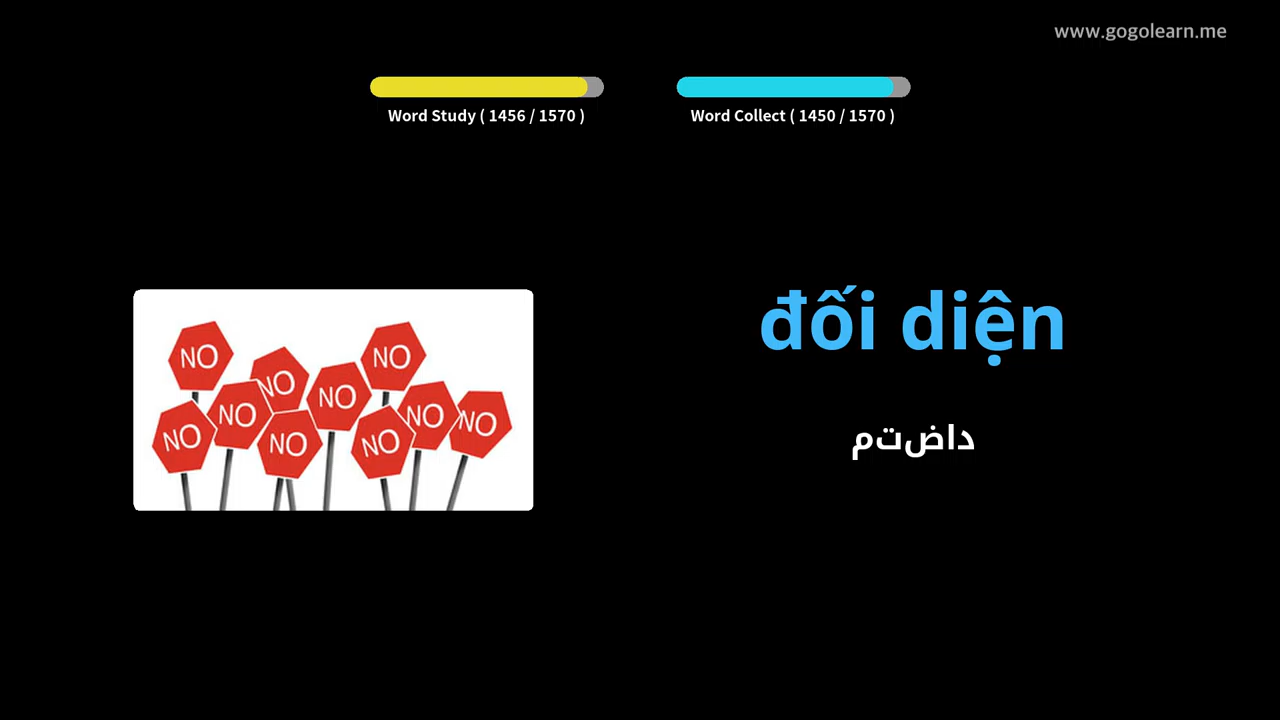 www.gogolearn.me
Word Study ( 1456 / 1570 )
Word Collect ( 1450 / 1570 )
đối diện
متضاد
NO
NO
NO
NO
NO
NO
NO
NO
NO
NO